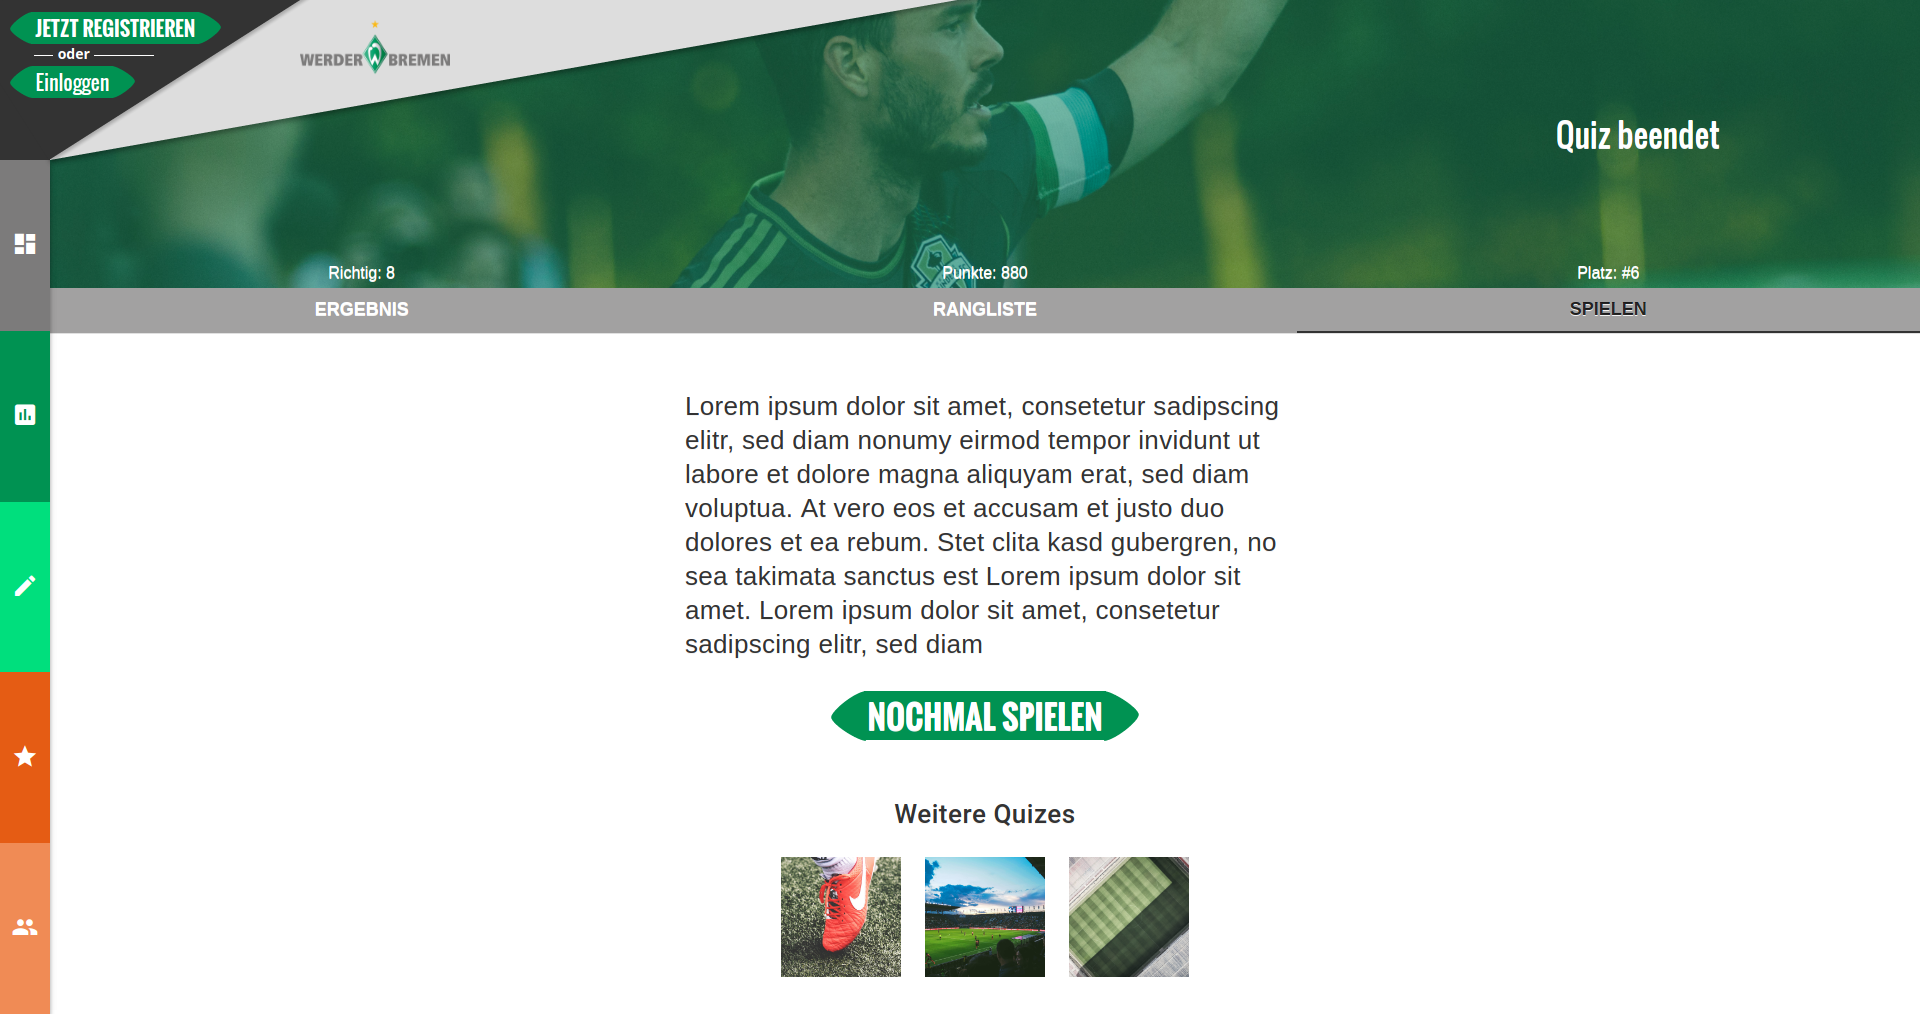 JETZT REGISTRIEREN
oder
Einloggen
WERDER BREMEN
Quiz beendet
Richtig: 8
Punkte: 880
Platz: #6
ERGEBNIS
RANGLISTE
SPIELEN
Lorem ipsum dolor sit amet, consetetur sadipscing
elitr, sed diam nonumy eirmod tempor invidunt ut
labore et dolore magna aliquyam erat, sed diam
voluptua. At vero eos et accusam et justo duo
dolores et ea rebum. Stet clita kasd gubergren, no
sea takimata sanctus est Lorem ipsum dolor sit
amet. Lorem ipsum dolor sit amet, consetetur
sadipscing elitr, sed diam
NOCHMAL SPIELEN
Weitere Quizes